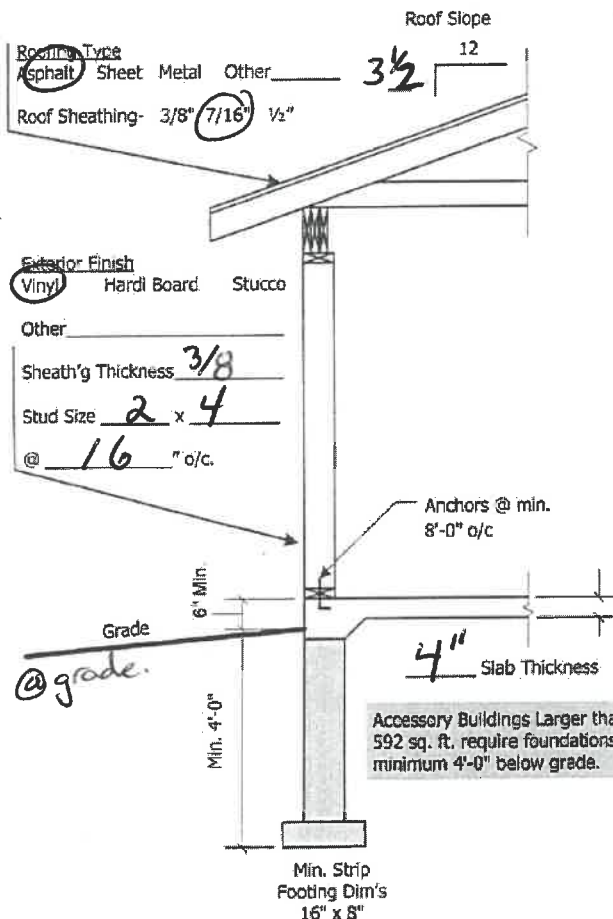 Roof Slope
12
3 1/2
Roofing Type
Asphalt Sheet Metal Other
Roof Sheathing- 3/8" 7/16" ½"
Exterior Finish
Vinyl Hardi Board Stucco
Other
Sheath'g Thickness 3/8
Stud Size 2 x 4
@ 16 " o/c.
Anchors @ min.
8'-0" o/c
6" Min.
Grade
@ grade.
Min. 4'-0"
4" Slab Thickness
Accessory Buildings Larger tha
592 sq. ft. require foundations
minimum 4'-0" below grade.
Min. Strip
Footing Dim's
16" x 8"